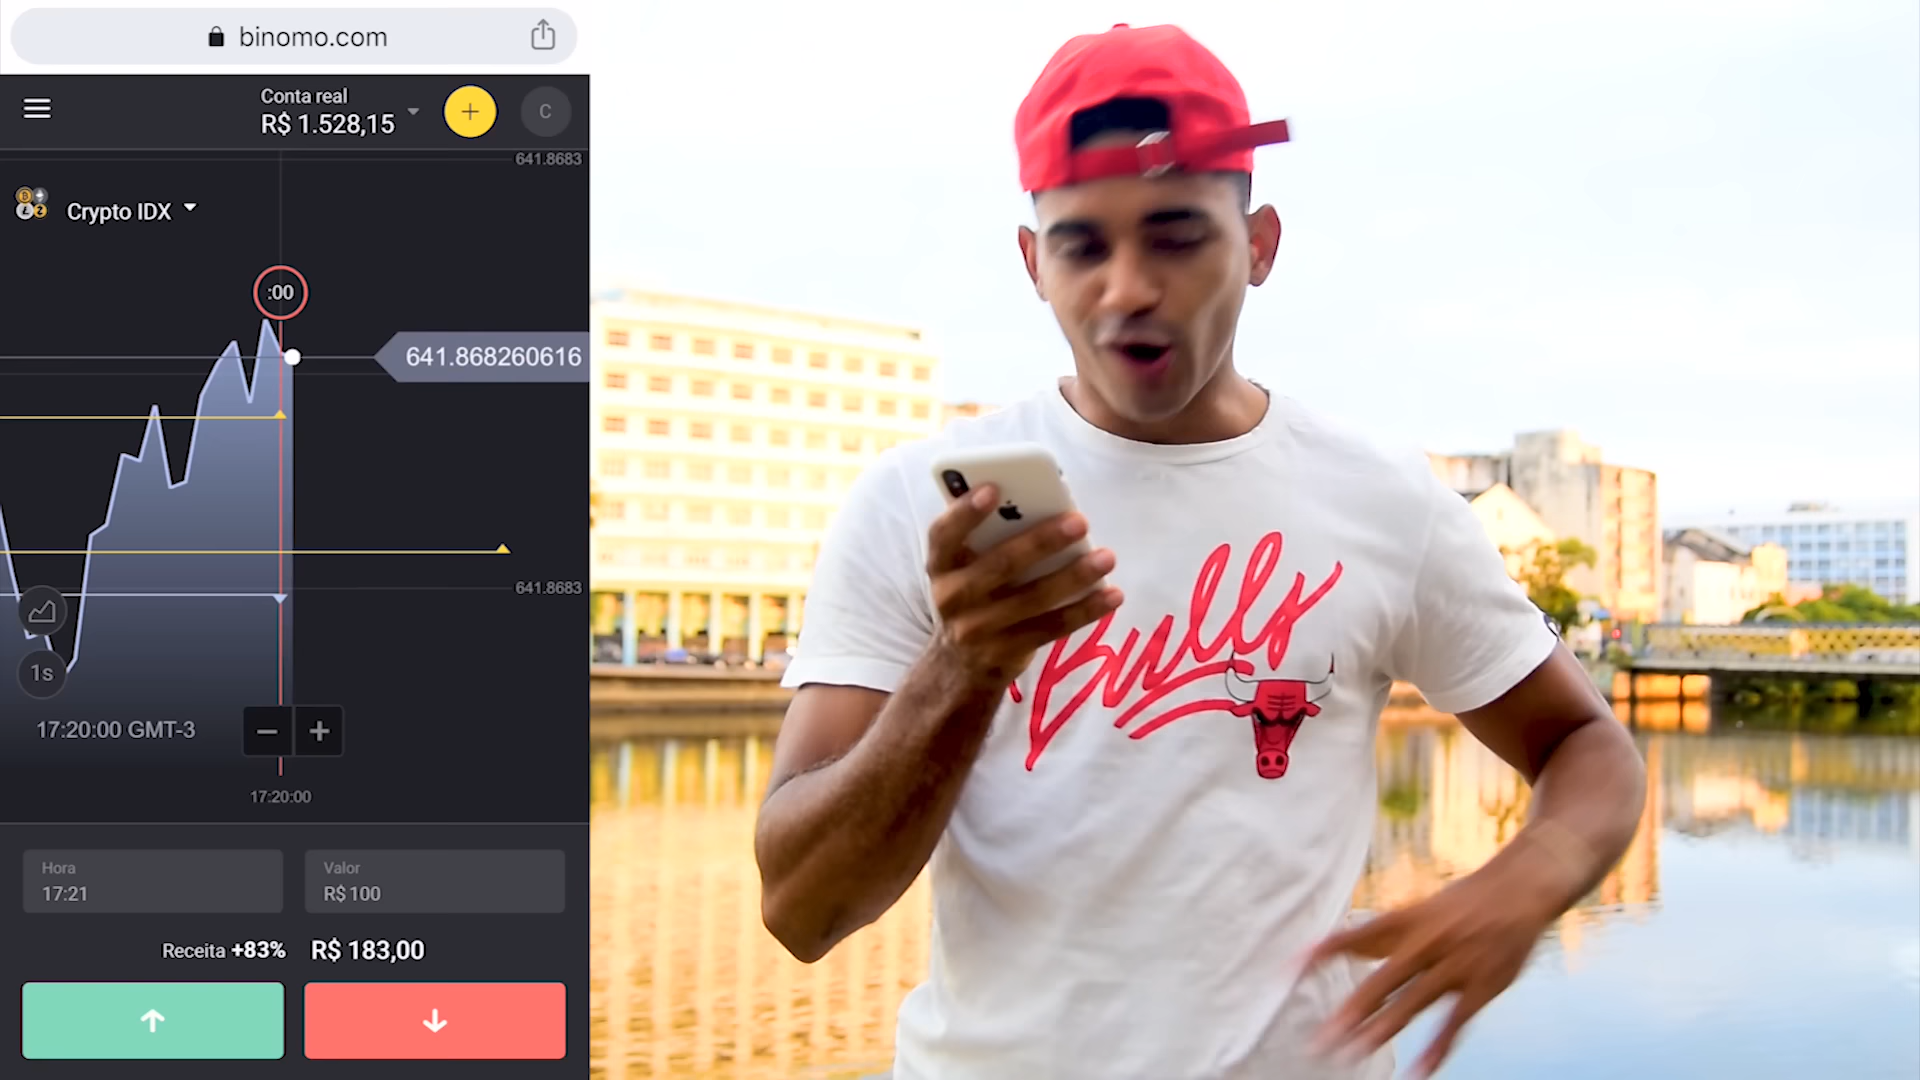 binomo.com
Conta real
R$ 1.528,15
C
641.8683
Crypto IDX
:00
641.868260616
641.8683
1s
17:20:00 GMT-3
17:20:00
Hora
17:21
Valor
R$100
Receita +83% R$ 183,00
Bulls